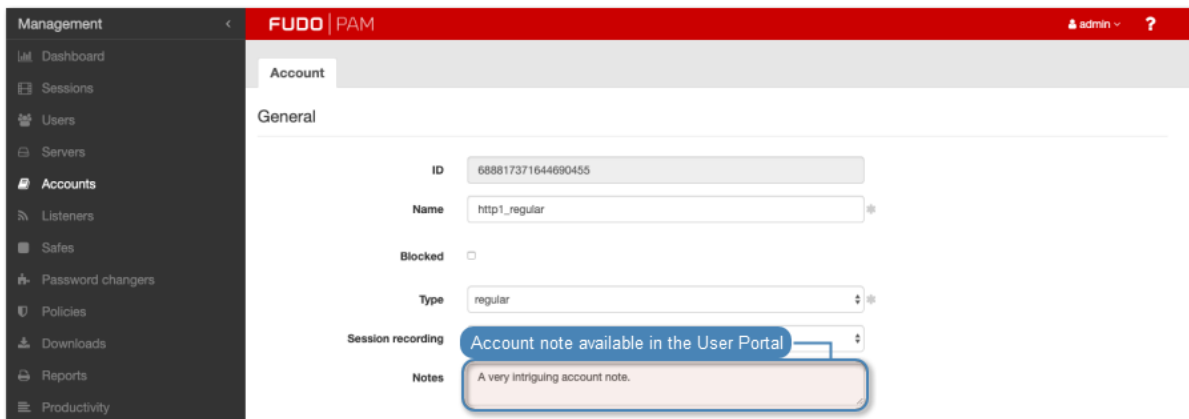 Management
FUDO PAM
admin
?
Dashboard
Sessions
Users
Servers
Accounts
Listeners
Safes
Password changers
Policies
Downloads
Reports
Productivity
Account
General
ID
688817371644690455
Name
http1_regular
Blocked
Type
regular
Session recording
Account note available in the User Portal
Notes
A very intriguing account note.